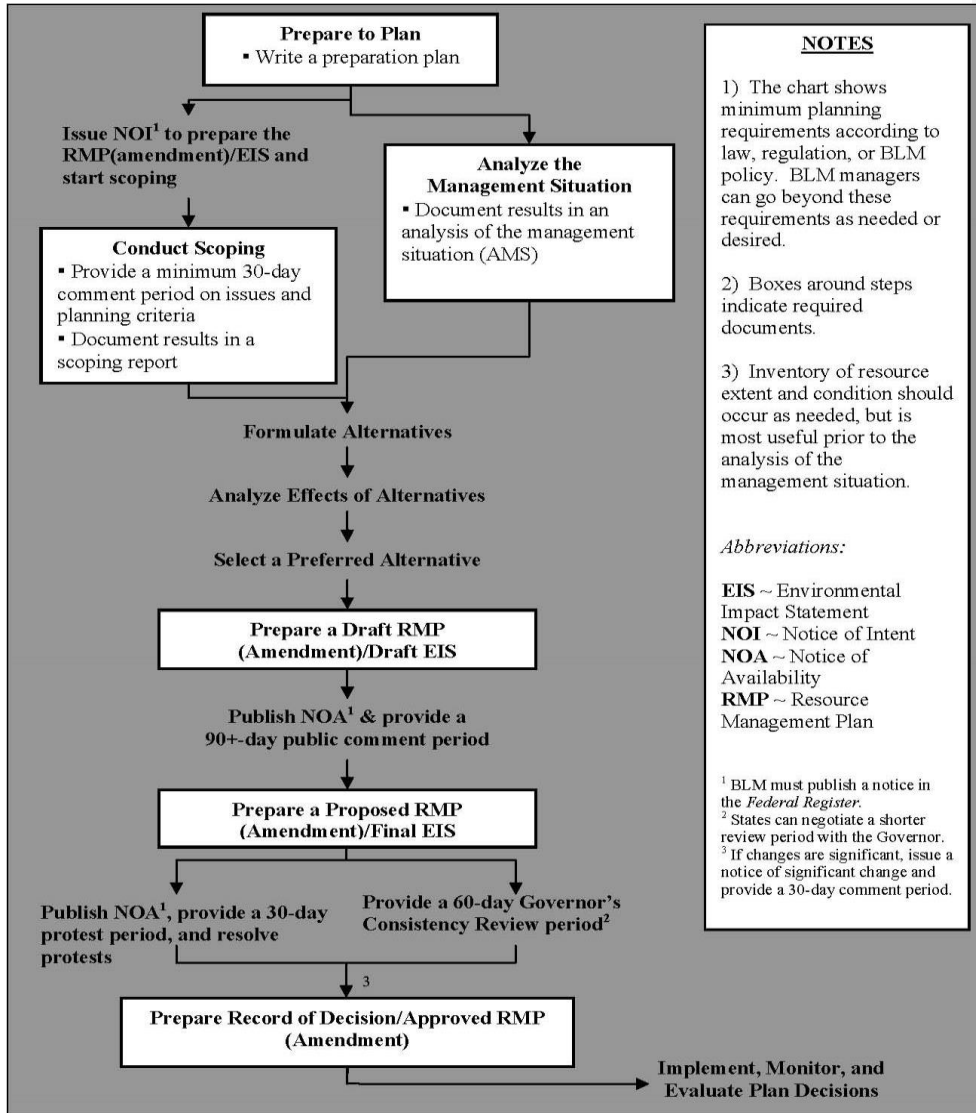 Prepare to Plan
▪ Write a preparation plan
Issue NOI¹ to prepare the
RMP(amendment)/EIS and
start scoping
Analyze the
Management Situation
▪ Document results in an
analysis of the management
situation (AMS)
Conduct Scoping
▪ Provide a minimum 30-day
comment period on issues and
planning criteria
▪ Document results in a
scoping report
Formulate Alternatives
Analyze Effects of Alternatives
Select a Preferred Alternative
Prepare a Draft RMP
(Amendment)/Draft EIS
Publish NOA¹ & provide a
90+-day public comment period
Prepare a Proposed RMP
(Amendment)/Final EIS
Publish NOA¹, provide a 30-day
protest period, and resolve
protests
Provide a 60-day Governor's
Consistency Review period²
3
Prepare Record of Decision/Approved RMP
(Amendment)
Implement, Monitor, and
Evaluate Plan Decisions
NOTES
1) The chart shows
minimum planning
requirements according to
law, regulation, or BLM
policy. BLM managers
can go beyond these
requirements as needed or
desired.
2) Boxes around steps
indicate required
documents.
3) Inventory of resource
extent and condition should
occur as needed, but is
most useful prior to the
analysis of the
management situation.
Abbreviations:
EIS ~ Environmental
Impact Statement
NOI ~ Notice of Intent
NOA ~ Notice of
Availability
RMP ~ Resource
Management Plan
¹ BLM must publish a notice in
the Federal Register.
² States can negotiate a shorter
review period with the Governor.
³ If changes are significant, issue a
notice of significant change and
provide a 30-day comment period.